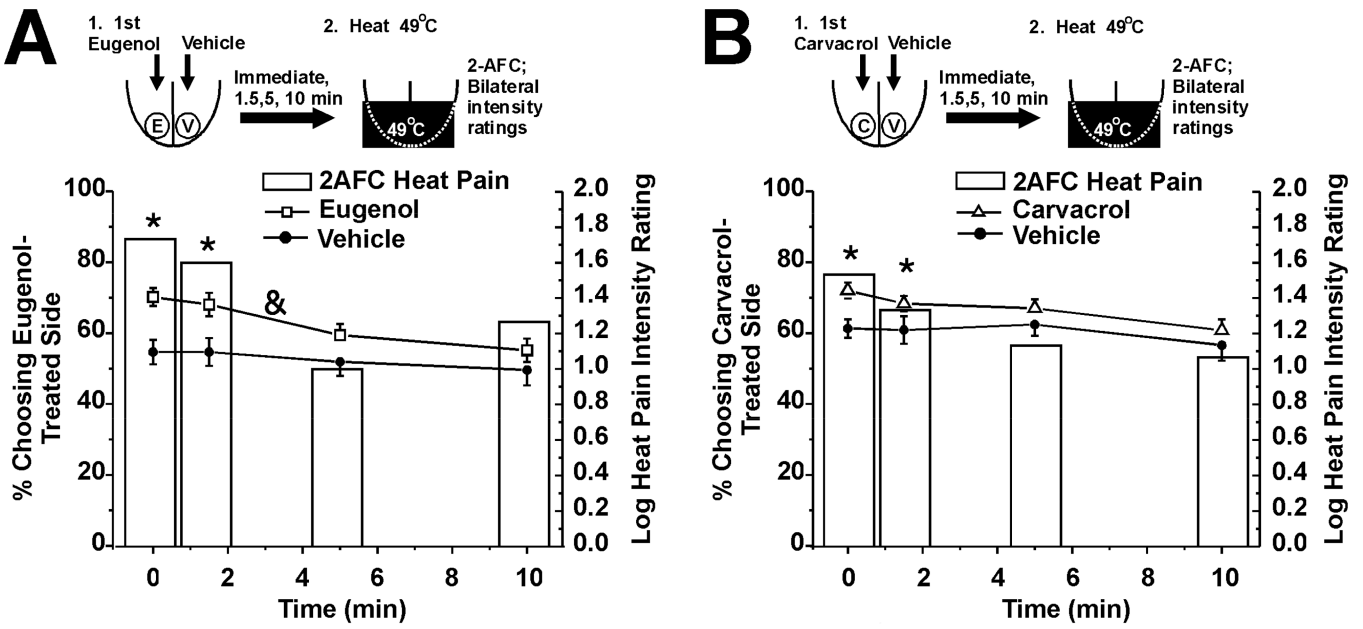 A
1. 1st
Eugenol Vehicle
2. Heat 49°C
Immediate,
1.5,5, 10 min
E V
49°C
2-AFC;
Bilateral
intensity
ratings
2AFC Heat Pain
Eugenol
Vehicle
% Choosing Eugenol-
Treated Side
100
80
60
40
20
0
* * &
2.0
1.8
1.6
1.4
1.2
1.0
0.8
0.6
0.4
0.2
0.0
Log Heat Pain Intensity Rating
0 2 4 6 8 10
Time (min)
B
1. 1st
Carvacrol Vehicle
2. Heat 49°C
Immediate,
1.5,5, 10 min
C V
49°C
2-AFC;
Bilateral
intensity
ratings
2AFC Heat Pain
Carvacrol
Vehicle
% Choosing Carvacrol-
Treated Side
100
80
60
40
20
0
* *
2.0
1.8
1.6
1.4
1.2
1.0
0.8
0.6
0.4
0.2
0.0
Log Heat Pain Intensity Rating
0 2 4 6 8 10
Time (min)